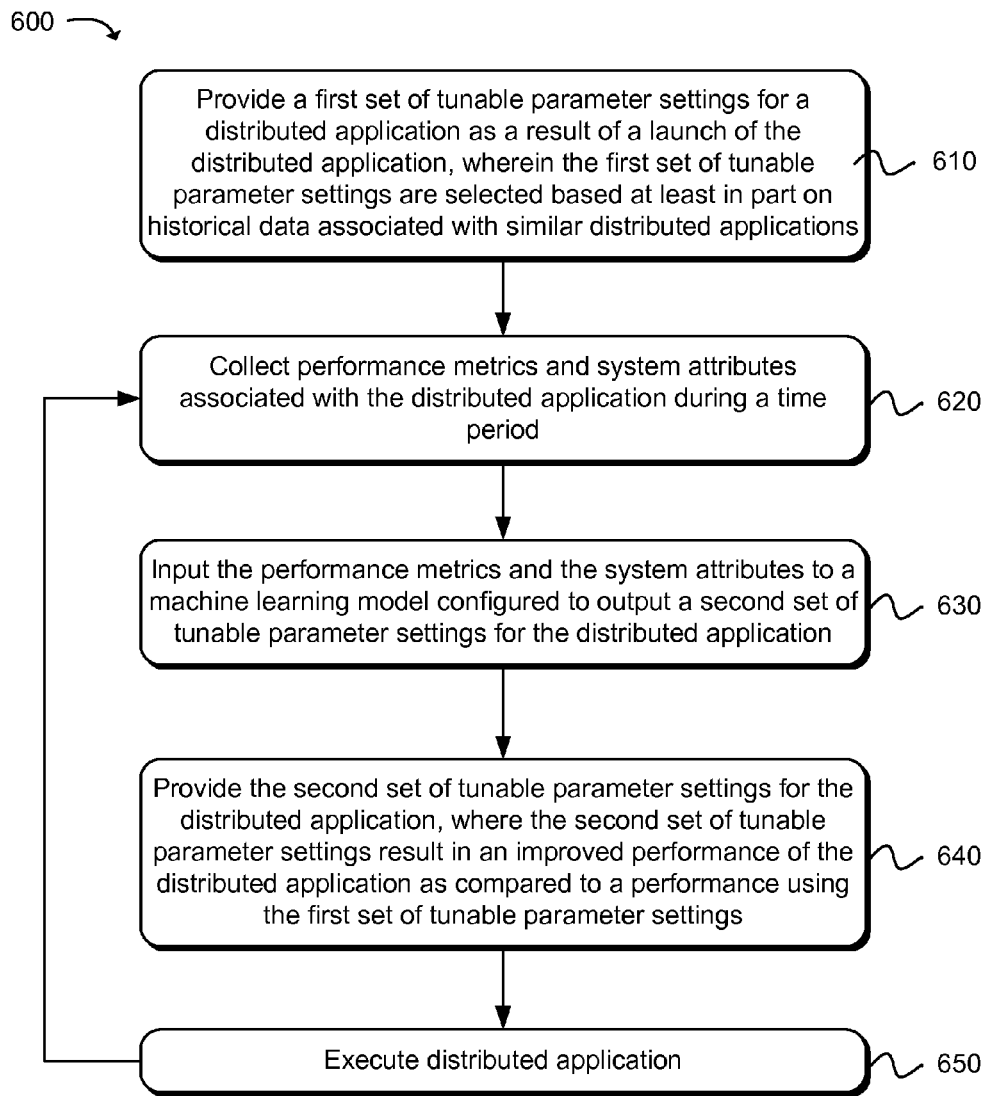 600
Provide a first set of tunable parameter settings for a
distributed application as a result of a launch of the
distributed application, wherein the first set of tunable
parameter settings are selected based at least in part on
historical data associated with similar distributed applications
610
Collect performance metrics and system attributes
associated with the distributed application during a time
period
620
Input the performance metrics and the system attributes to a
machine learning model configured to output a second set of
tunable parameter settings for the distributed application
630
Provide the second set of tunable parameter settings for the
distributed application, where the second set of tunable
parameter settings result in an improved performance of the
distributed application as compared to a performance using
the first set of tunable parameter settings
640
Execute distributed application
650